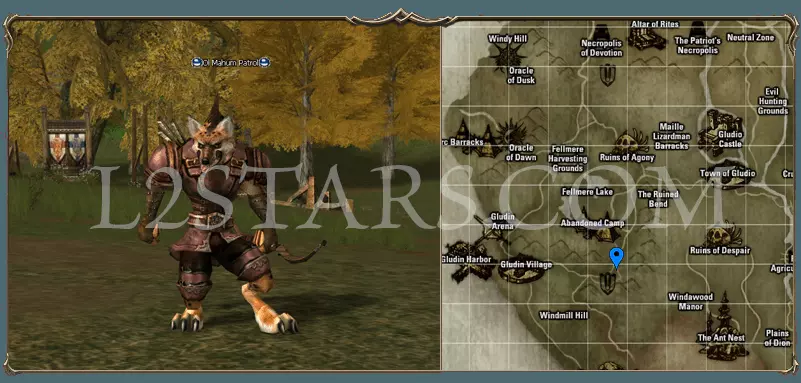 Ol Mahum Patrol
L2STARS.COM
Altar of Rites
Windy Hill
Necropolis
of Devotion
The Patriot's
Necropolis
Neutral Zone
Oracle
of Dusk
Evil
Hunting
Grounds
Maille
Lizardman
Barracks
Gludio
Castle
rc Barracks
Oracle
of Dawn
Fellmere
Harvesting
Grounds
Ruins of Agony
Town of Gludio
Cru
Fellmere Lake
The Ruined
Bend
Gludin
Arena
Abandoned Camp
Ruins of Despair
Gludin Harbor
Gludin Village
Agricu
Windawood
Manor
Windmill Hill
The Ant Nest
Plains
of Dion